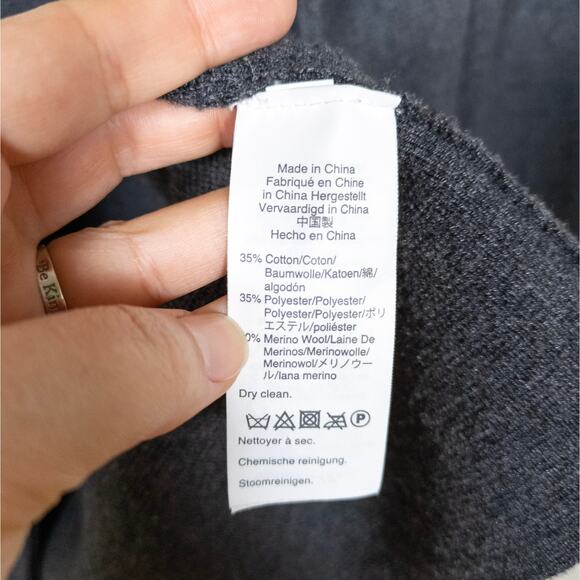 Made in China
Fabriqué en Chine
in China Hergestellt
Vervaardigd in China
中国製
Hecho en China
35% Cotton/Coton/
Baumwolle/Katoen/綿/
algodón
35% Polyester/Polyester/
Polyester/Polyester/ポリ
エステル/poliéster
0% Merino Wool/Laine De
Merinos/Merinowolle/
Merinowol/メリノウー
ル/lana merino
Dry clean.
P
Nettoyer à sec.
Chemische reinigung.
Stoomreinigen.
Be Kin